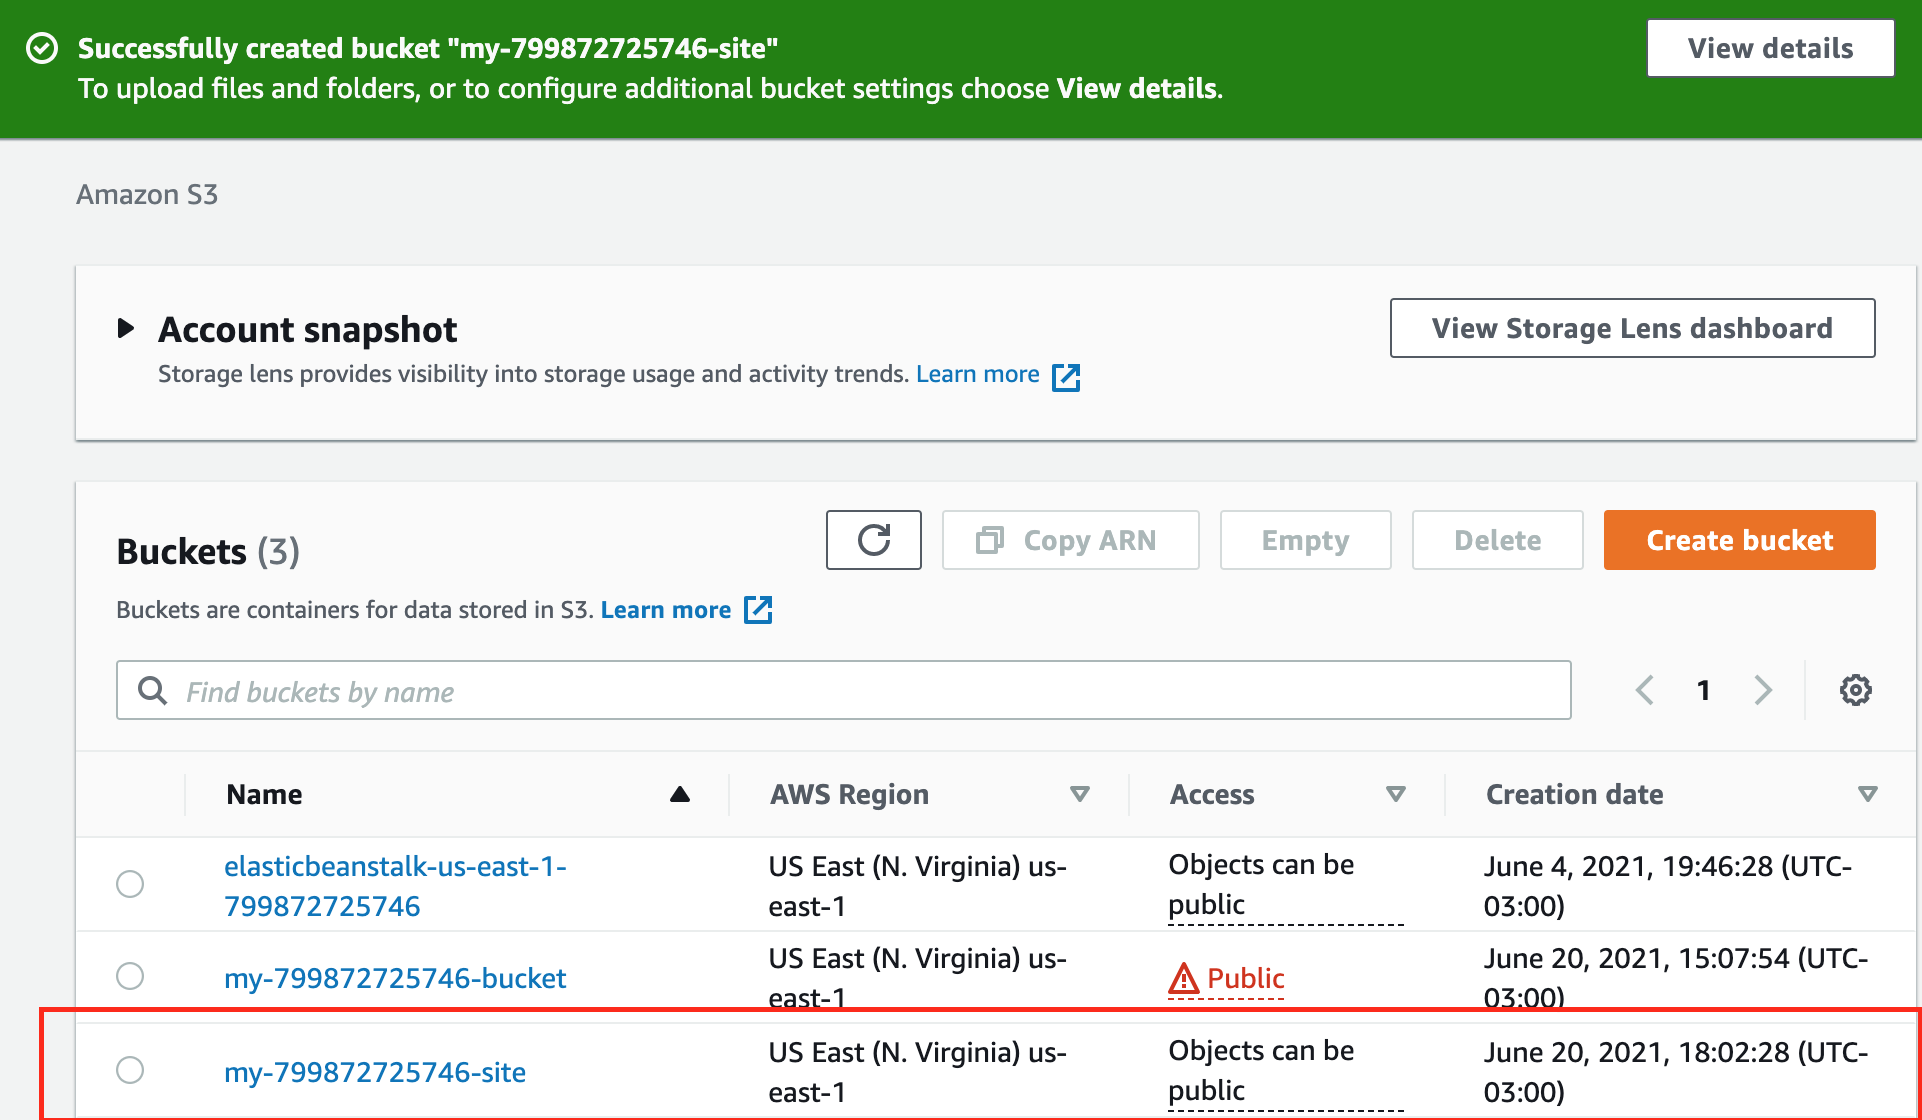 Successfully created bucket "my-799872725746-site"
View details
To upload files and folders, or to configure additional bucket settings choose View details.
Amazon S3
Account snapshot
View Storage Lens dashboard
Storage lens provides visibility into storage usage and activity trends. Learn more
Buckets (3)
Copy ARN
Empty
Delete
Create bucket
Buckets are containers for data stored in S3. Learn more
Find buckets by name
1
Name
AWS Region
Access
Creation date
elasticbeanstalk-us-east-1-
799872725746
US East (N. Virginia) us-
east-1
Objects can be
public
June 4, 2021, 19:46:28 (UTC-
03:00)
my-799872725746-bucket
US East (N. Virginia) us-
east-1
Public
June 20, 2021, 15:07:54 (UTC-
03:00)
my-799872725746-site
US East (N. Virginia) us-
east-1
Objects can be
public
June 20, 2021, 18:02:28 (UTC-
03:00)